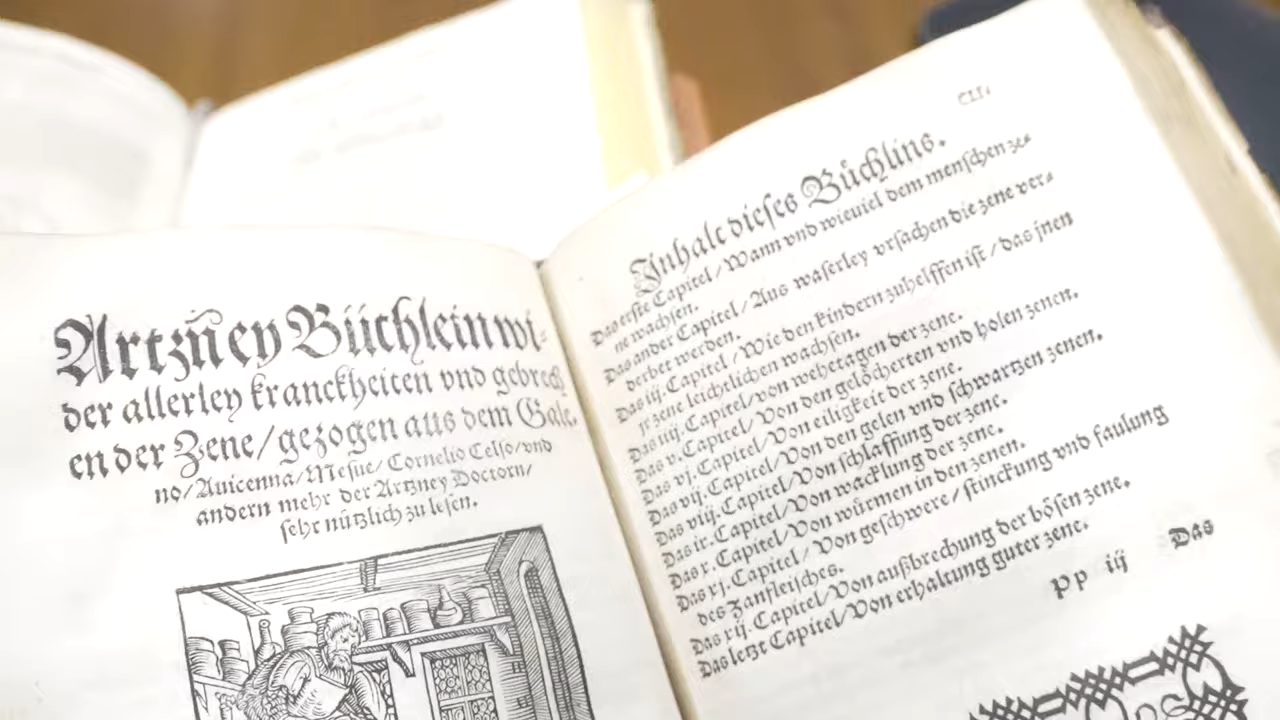 Artzney Büchlein wi-
der allerley kranckheiten vnd gebrech
en der Zene/gezogen aus dem Gale-
no/Auicenna/Mesue/Cornelio Celso/vnd
andern mehr der Artzney Doctorn/
sehr nützlich zu lesen.
Inhalt dieses Büchlins.
Das erste Capitel/Wann vnd wieuiel dem menschen ze-
ne wachsen.
Das ander Capitel/Aus waserley vrsachen die zene ver-
derbet werden.
Das iij. Capitel/Wie den kindern zuhelffen ist/das jnen
jr zene leichtlichen wachsen.
Das iiij. Capitel/von wehetagen der zene.
Das v. Capitel/Von den gelöcherten vnd holen zenen.
Das vj. Capitel/Von eiligkeit der zene.
Das vij. Capitel/Von den gelen vnd schwartzen zenen.
Das viij. Capitel/Von schlaffung der zene.
Das ix. Capitel/Von wacklung der zene.
Das x. Capitel/Von würmen in den zenen.
Das xj. Capitel/Von geschwere/stinckung vnd faulung
des Zanfleisches.
Das xij. Capitel/Von außbrechung der bösen zene.
Das letzt Capitel/Von erhaltung guter zene.
pp iij Das